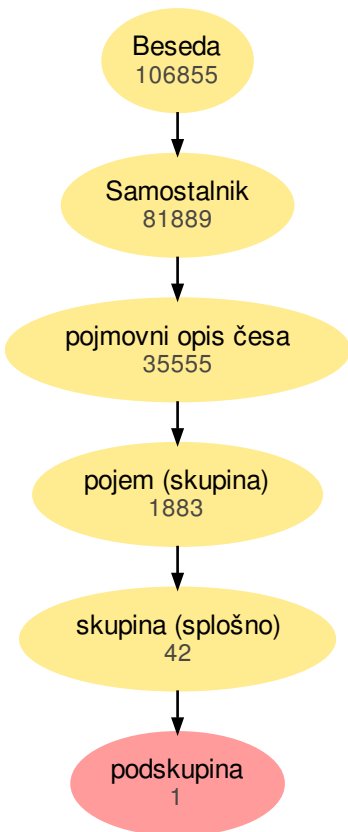 Beseda
106855
Samostalnik
81889
pojmovni opis česa
35555
pojem (skupina)
1883
skupina (splošno)
42
podskupina
1